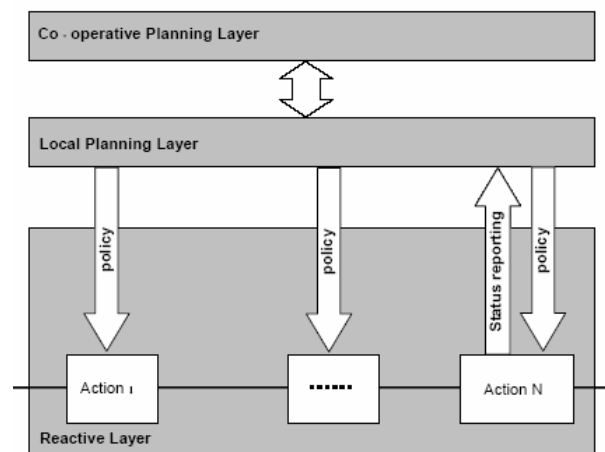 Co - operative Planning Layer
Local Planning Layer
policy
policy
Status reporting
policy
Action 1
......
Action N
Reactive Layer